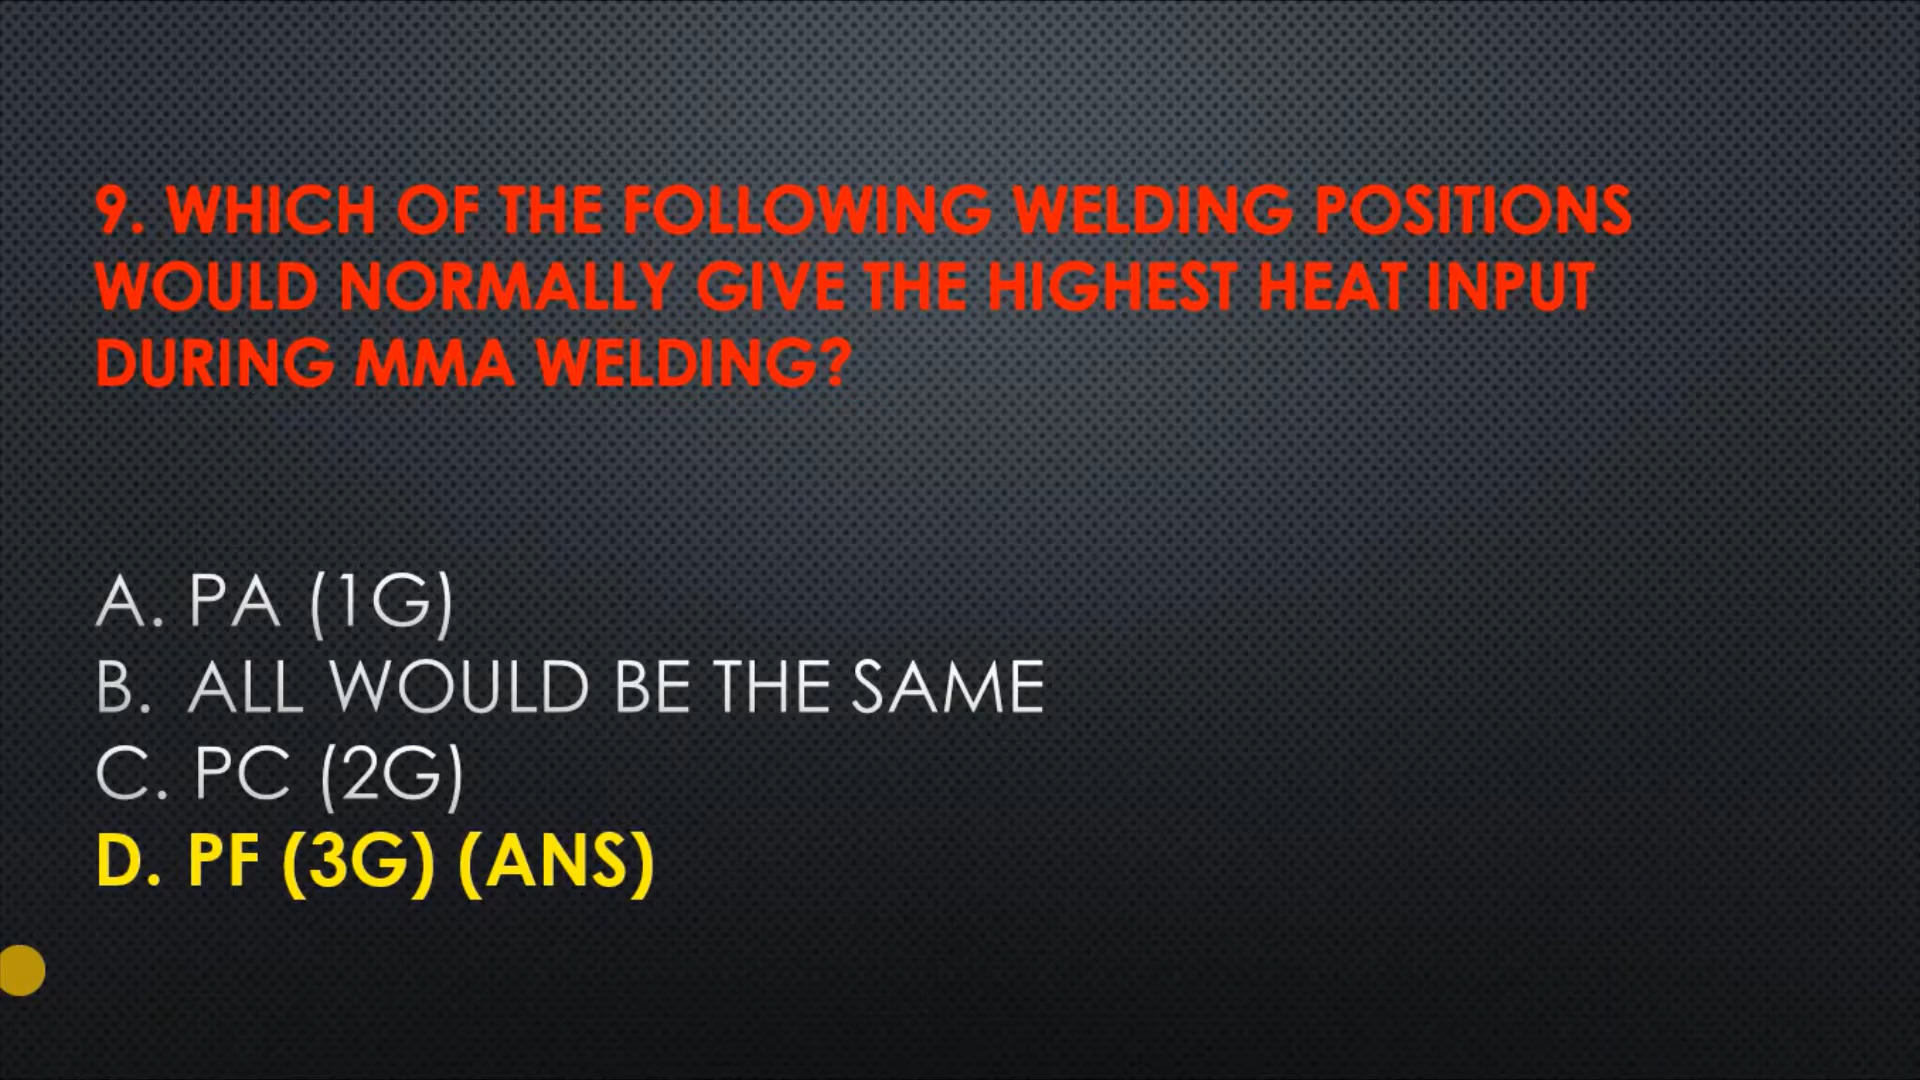 9. WHICH OF THE FOLLOWING WELDING POSITIONS
WOULD NORMALLY GIVE THE HIGHEST HEAT INPUT
DURING MMA WELDING?
A. PA (1G)
B. ALL WOULD BE THE SAME
C. PC (2G)
D. PF (3G) (ANS)